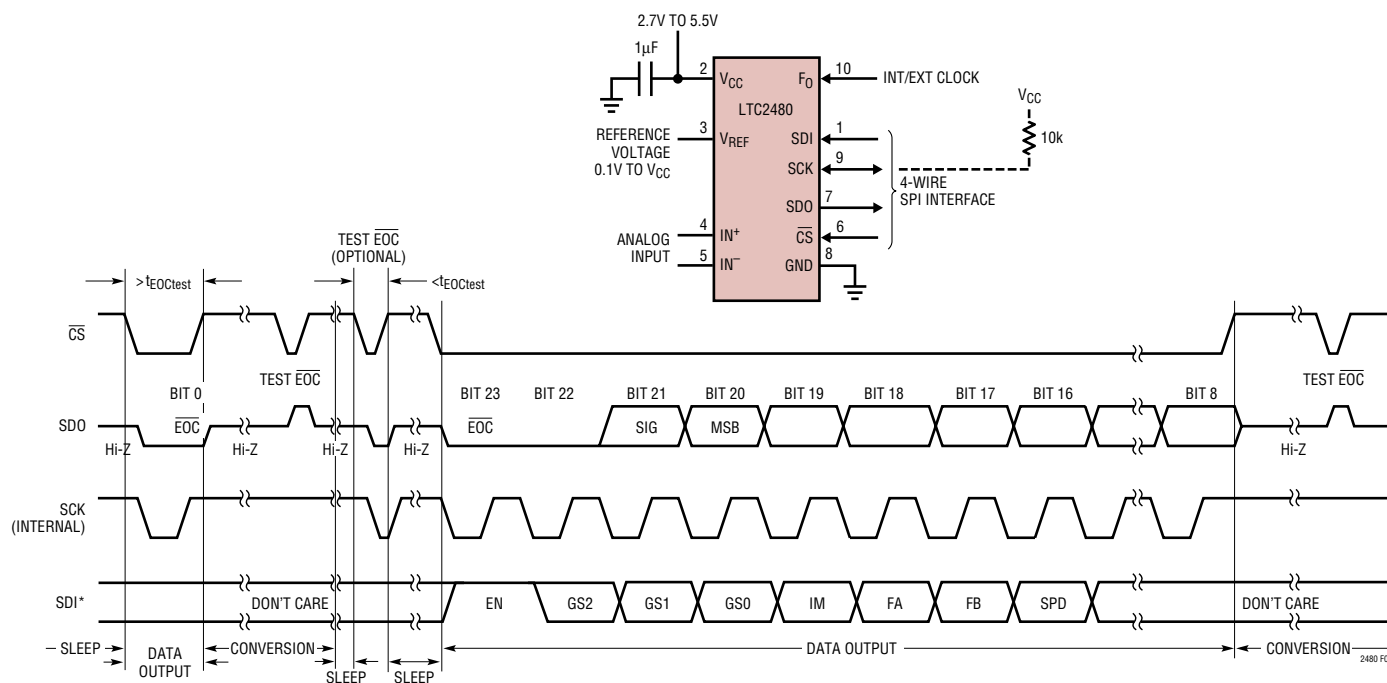 2.7V TO 5.5V
1µF
2
VCC
FO
10
INT/EXT CLOCK
LTC2480
REFERENCE
VOLTAGE
0.1V TO VCC
3
VREF
SDI
1
SCK
9
SDO
7
CS
6
4-WIRE
SPI INTERFACE
VCC
10k
ANALOG
INPUT
4
IN+
5
IN–
GND
8
TEST EOC
(OPTIONAL)
>tEOCtest
<tEOCtest
CS
TEST EOC
TEST EOC
BIT 0
BIT 23
BIT 22
BIT 21
BIT 20
BIT 19
BIT 18
BIT 17
BIT 16
BIT 8
SDO
EOC
EOC
SIG
MSB
Hi-Z
Hi-Z
Hi-Z
Hi-Z
Hi-Z
SCK
(INTERNAL)
SDI*
DON'T CARE
EN
GS2
GS1
GS0
IM
FA
FB
SPD
DON'T CARE
SLEEP
DATA
OUTPUT
CONVERSION
SLEEP
SLEEP
DATA OUTPUT
CONVERSION